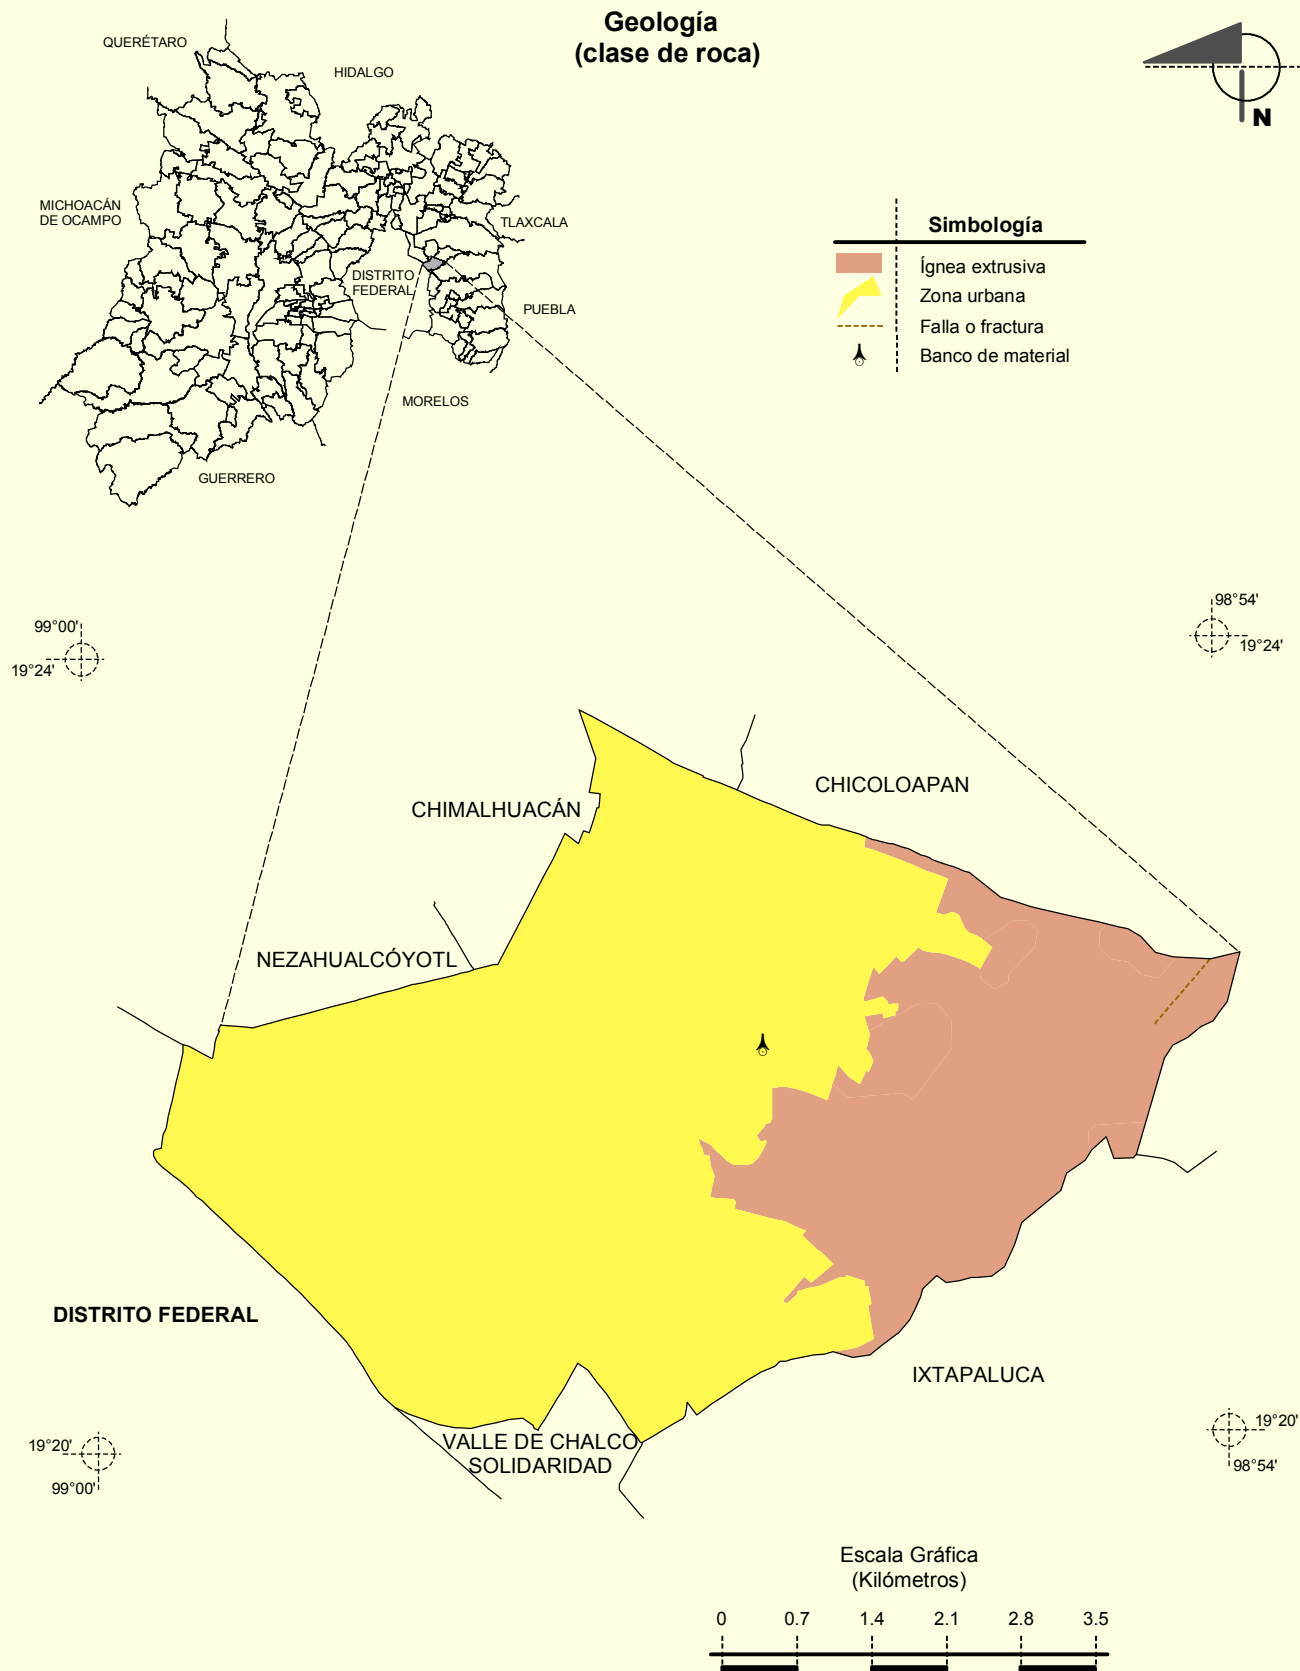 Geología
(clase de roca)
QUERÉTARO
HIDALGO
MICHOACÁN
DE OCAMPO
TLAXCALA
DISTRITO
FEDERAL
PUEBLA
MORELOS
GUERRERO
N
Simbología
Ígnea extrusiva
Zona urbana
Falla o fractura
Banco de material
99°00'
19°24'
98°54'
19°24'
CHICOLOAPAN
CHIMALHUACÁN
NEZAHUALCÓYOTL
DISTRITO FEDERAL
IXTAPALUCA
VALLE DE CHALCO
SOLIDARIDAD
19°20'
99°00'
19°20'
98°54'
Escala Gráfica
(Kilómetros)
0 0.7 1.4 2.1 2.8 3.5